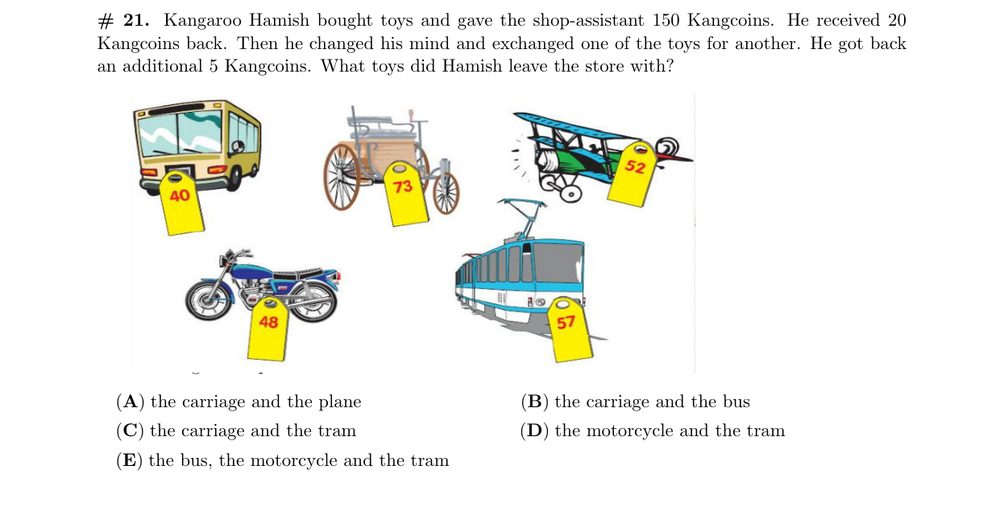 # 21. Kangaroo Hamish bought toys and gave the shop-assistant 150 Kangcoins. He received 20
Kangcoins back. Then he changed his mind and exchanged one of the toys for another. He got back
an additional 5 Kangcoins. What toys did Hamish leave the store with?
40
73
52
48
57
(A) the carriage and the plane
(B) the carriage and the bus
(C) the carriage and the tram
(D) the motorcycle and the tram
(E) the bus, the motorcycle and the tram